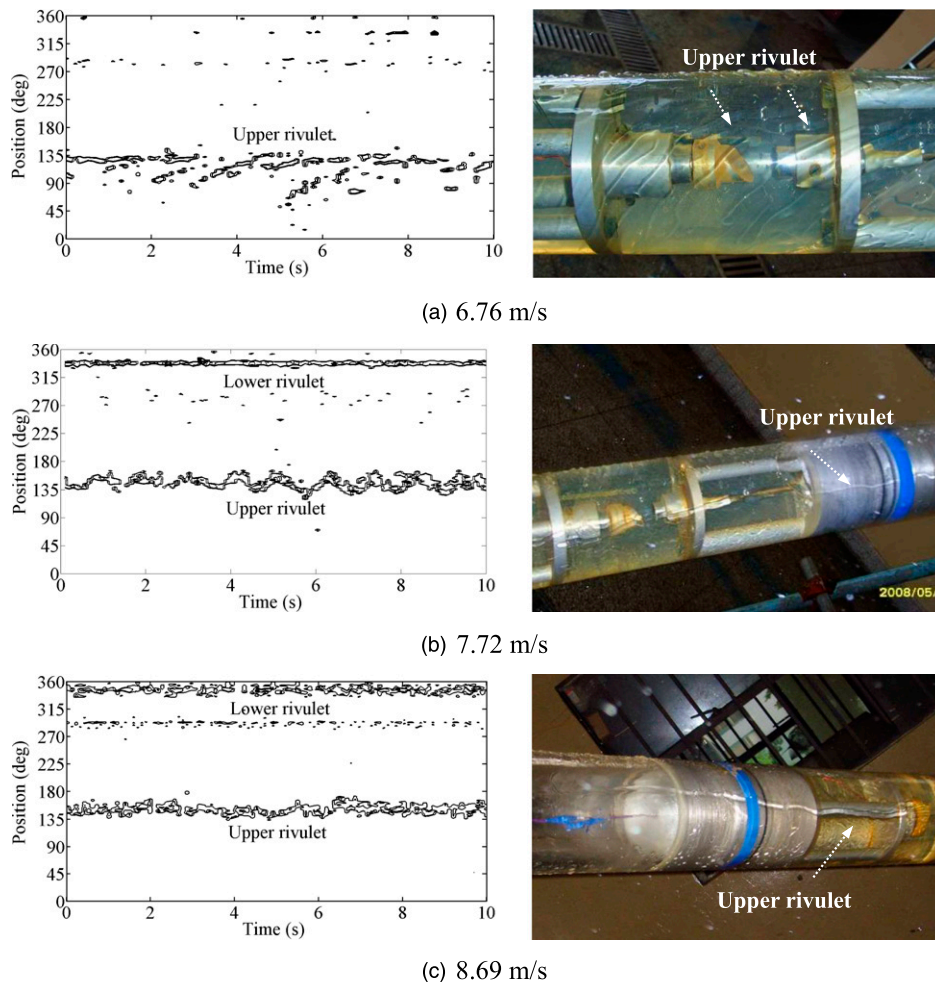 360
315
270
225
180
135
90
45
0
Position (deg)
Upper rivulet
0 2 4 6 8 10
Time (s)
Upper rivulet
(a) 6.76 m/s
360
315
270
225
180
135
90
45
0
Position (deg)
Lower rivulet
Upper rivulet
0 2 4 6 8 10
Time (s)
Upper rivulet
2008/05/
(b) 7.72 m/s
360
315
270
225
180
135
90
45
0
Position (deg)
Lower rivulet
Upper rivulet
0 2 4 6 8 10
Time (s)
Upper rivulet
(c) 8.69 m/s